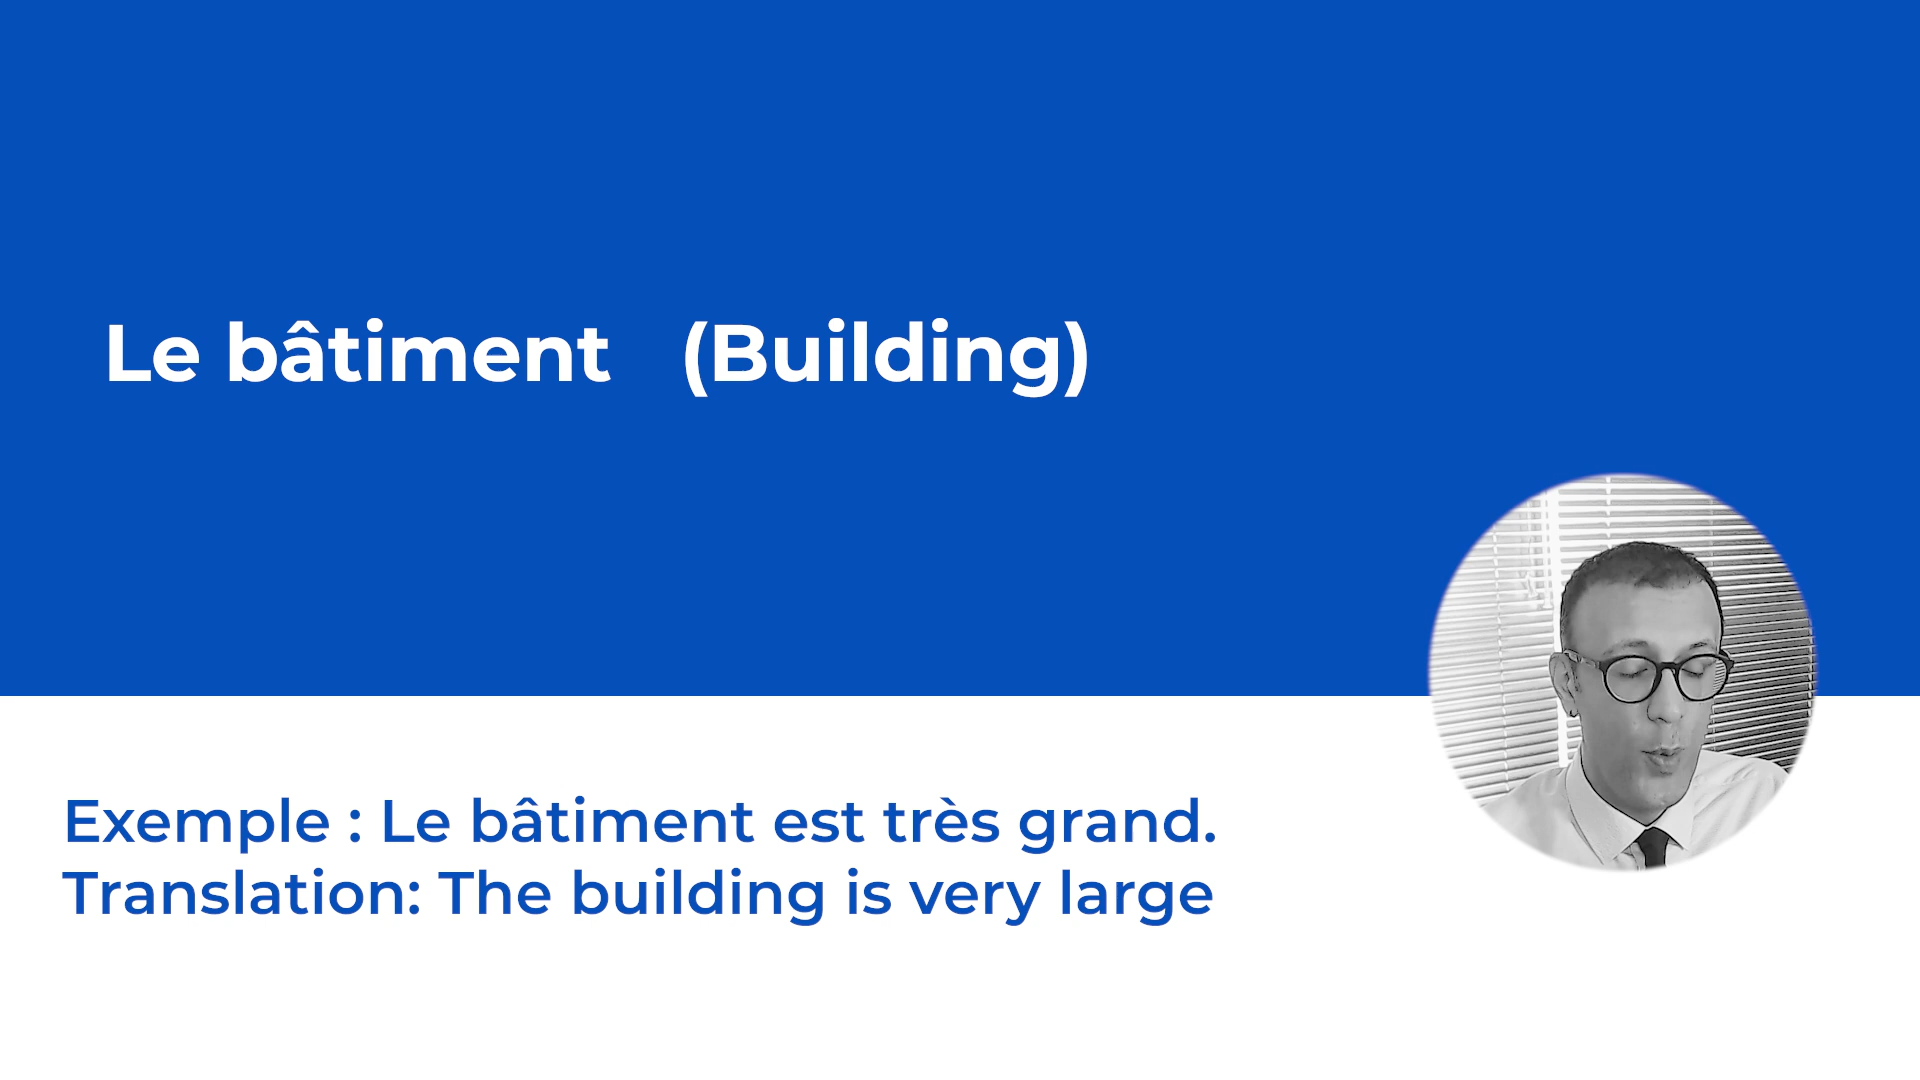 Le bâtiment (Building)
Exemple : Le bâtiment est très grand.
Translation: The building is very large